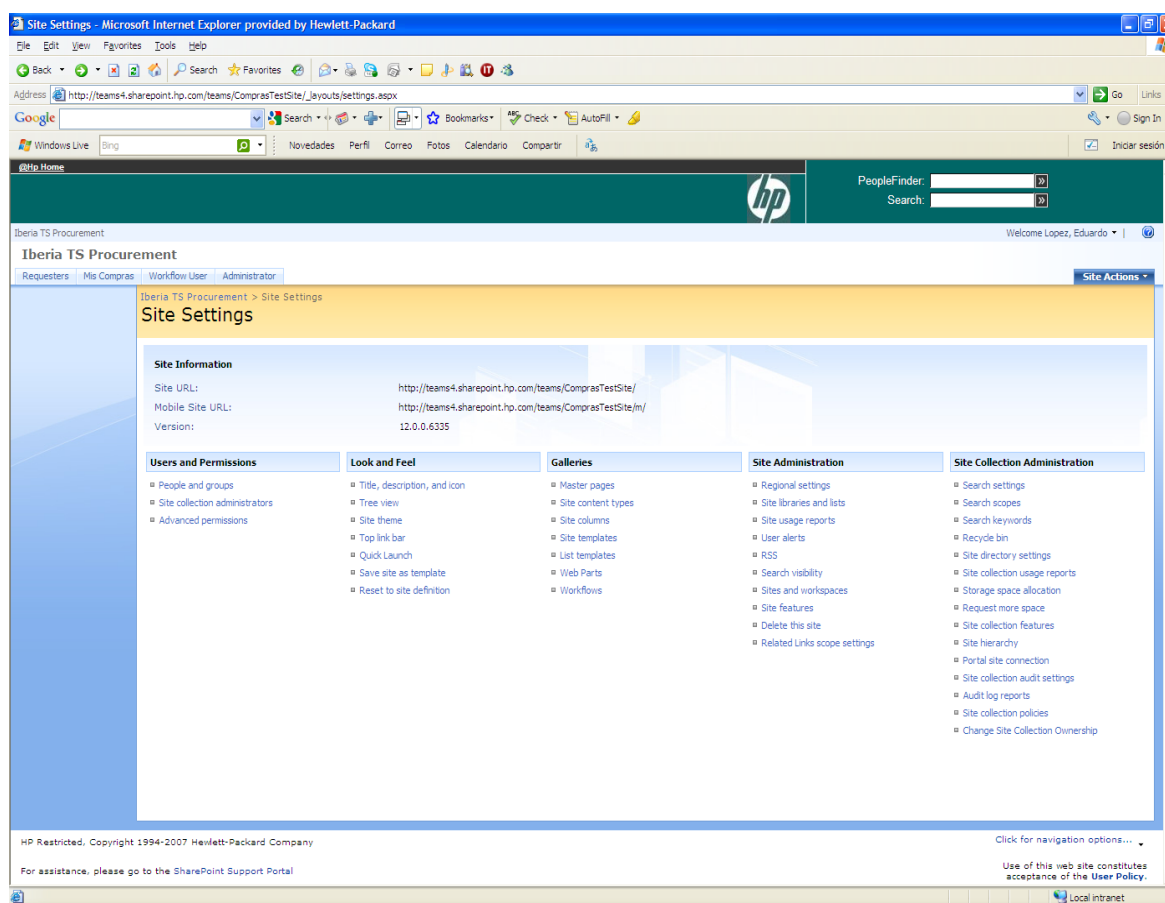 Site Settings - Microsoft Internet Explorer provided by Hewlett-Packard
File Edit View Favorites Tools Help
Back Search Favorites
Address http://teams4.sharepoint.hp.com/teams/ComprasTestSite/_layouts/settings.aspx Go Links
Google Search Bookmarks Check AutoFill Sign In
Windows Live Bing Novedades Perfil Correo Fotos Calendario Compartir Iniciar sesión
@Hp Home
hp
PeopleFinder:
Search:
Iberia TS Procurement Welcome Lopez, Eduardo
Iberia TS Procurement
Requesters Mis Compras Workflow User Administrator Site Actions
Iberia TS Procurement > Site Settings
Site Settings
Site Information
Site URL: http://teams4.sharepoint.hp.com/teams/ComprasTestSite/
Mobile Site URL: http://teams4.sharepoint.hp.com/teams/ComprasTestSite/m/
Version: 12.0.0.6335
Users and Permissions
People and groups
Site collection administrators
Advanced permissions
Look and Feel
Title, description, and icon
Tree view
Site theme
Top link bar
Quick Launch
Save site as template
Reset to site definition
Galleries
Master pages
Site content types
Site columns
Site templates
List templates
Web Parts
Workflows
Site Administration
Regional settings
Site libraries and lists
Site usage reports
User alerts
RSS
Search visibility
Sites and workspaces
Site features
Delete this site
Related Links scope settings
Site Collection Administration
Search settings
Search scopes
Search keywords
Recycle bin
Site directory settings
Site collection usage reports
Storage space allocation
Request more space
Site collection features
Site hierarchy
Portal site connection
Site collection audit settings
Audit log reports
Site collection policies
Change Site Collection Ownership
HP Restricted, Copyright 1994-2007 Hewlett-Packard Company
Click for navigation options...
For assistance, please go to the SharePoint Support Portal
Use of this web site constitutes
acceptance of the User Policy.
Local intranet